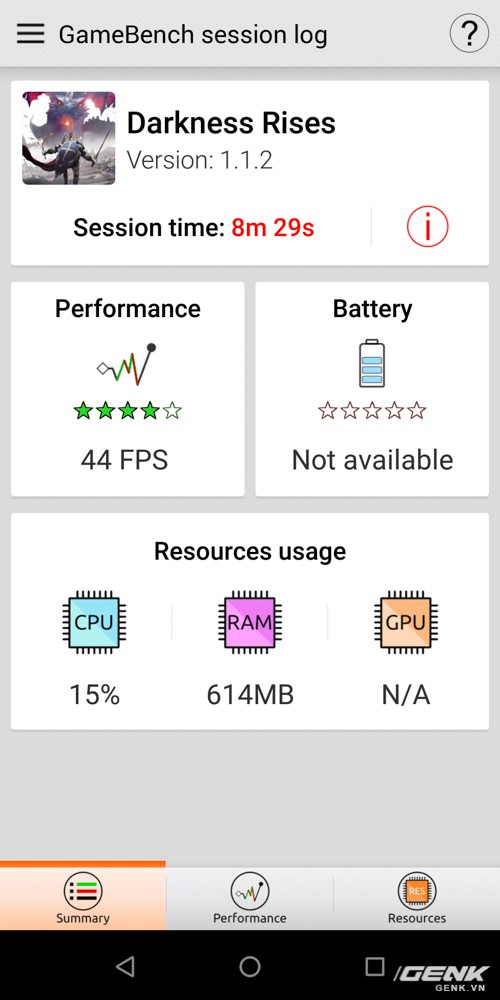 GameBench session log
?
Darkness Rises
Version: 1.1.2
Session time: 8m 29s
i
Performance
Battery
44 FPS
Not available
Resources usage
CPU
RAM
GPU
15%
614MB
N/A
RES
Summary
Performance
Resources
GENK
GENK.VN